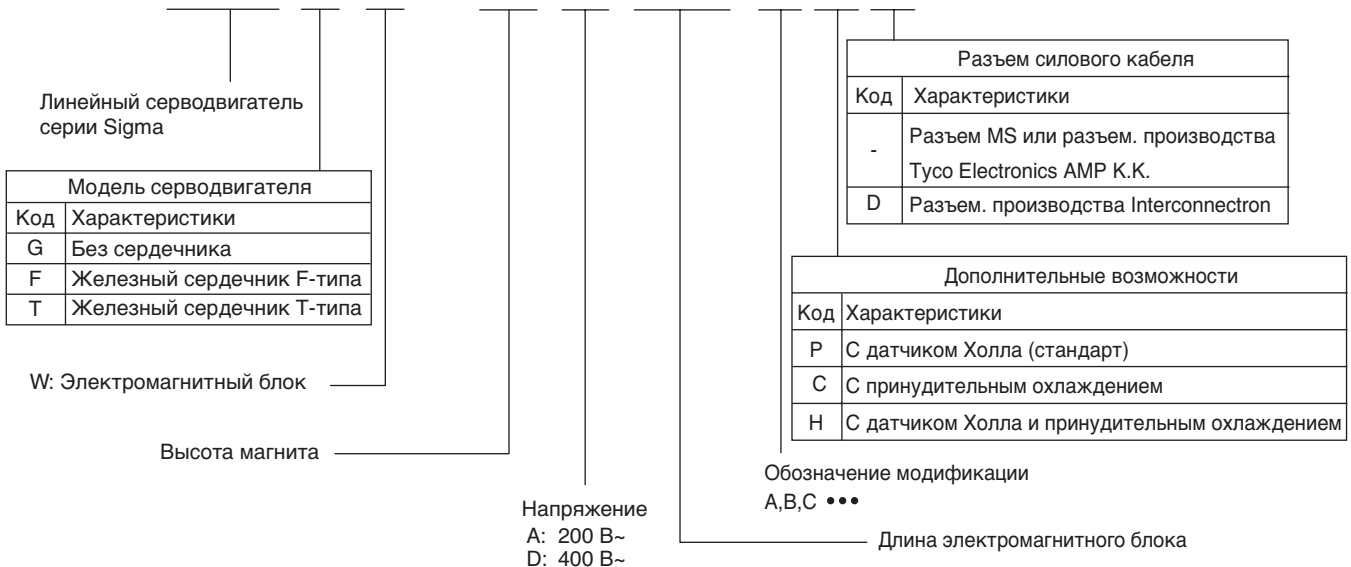 Линейный серводвигатель
серии Sigma
Модель серводвигателя
Код Характеристики
G Без сердечника
F Железный сердечник F-типа
T Железный сердечник T-типа
W: Электромагнитный блок
Высота магнита
Напряжение
A: 200 В~
D: 400 В~
Разъем силового кабеля
Код Характеристики
- Разъем MS или разъем. производства
Tyco Electronics AMP K.K.
D Разъем. производства Interconnectron
Дополнительные возможности
Код Характеристики
P С датчиком Холла (стандарт)
C С принудительным охлаждением
H С датчиком Холла и принудительным охлаждением
Обозначение модификации
A,B,C •••
Длина электромагнитного блока